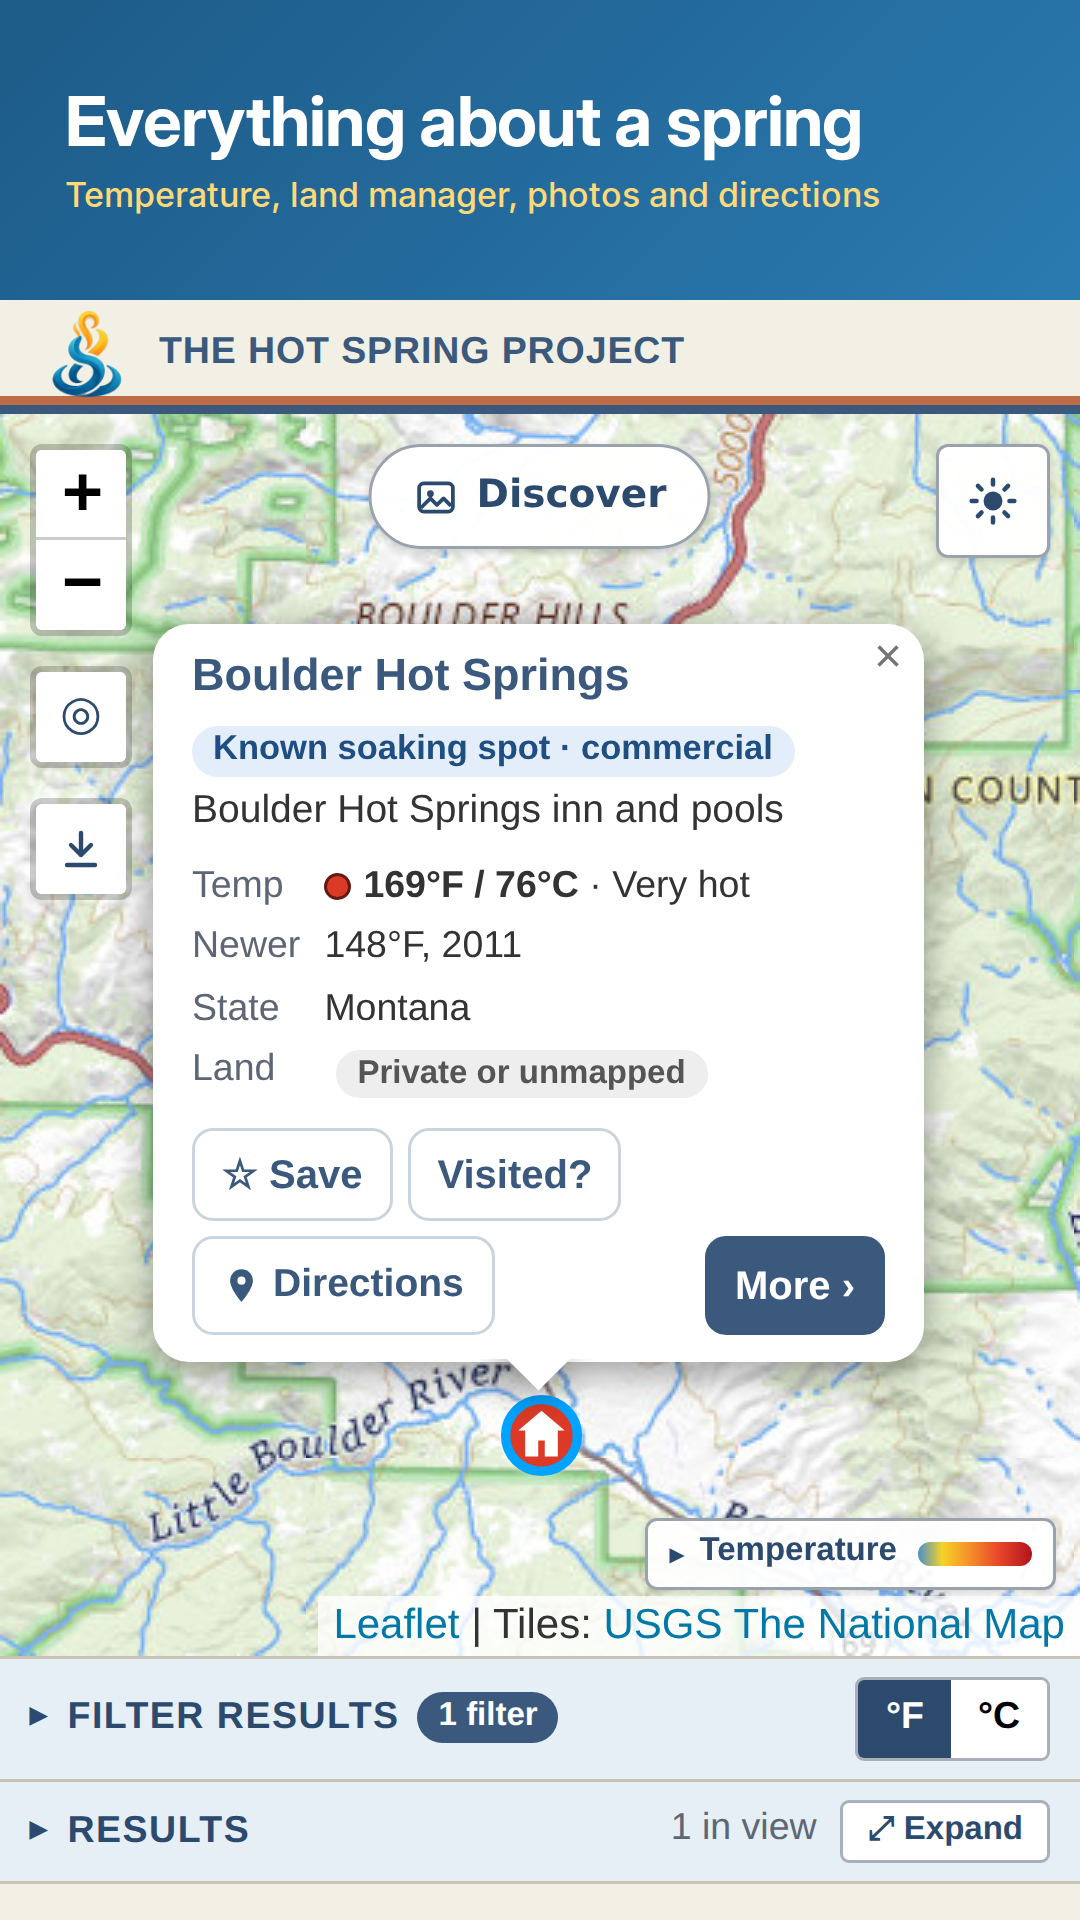 Everything about a spring
Temperature, land manager, photos and directions
THE HOT SPRING PROJECT
+
Discover
5000
−
BOULDER HILLS
Boulder Hot Springs ×
Known soaking spot · commercial
N COUNT
Boulder Hot Springs inn and pools
Temp 169°F / 76°C · Very hot
Newer 148°F, 2011
State Montana
Land Private or unmapped
☆ Save Visited?
Directions More ›
Little Boulder River
▸ Temperature
Leaflet | Tiles: USGS The National Map
69
▸ FILTER RESULTS 1 filter °F °C
▸ RESULTS 1 in view Expand